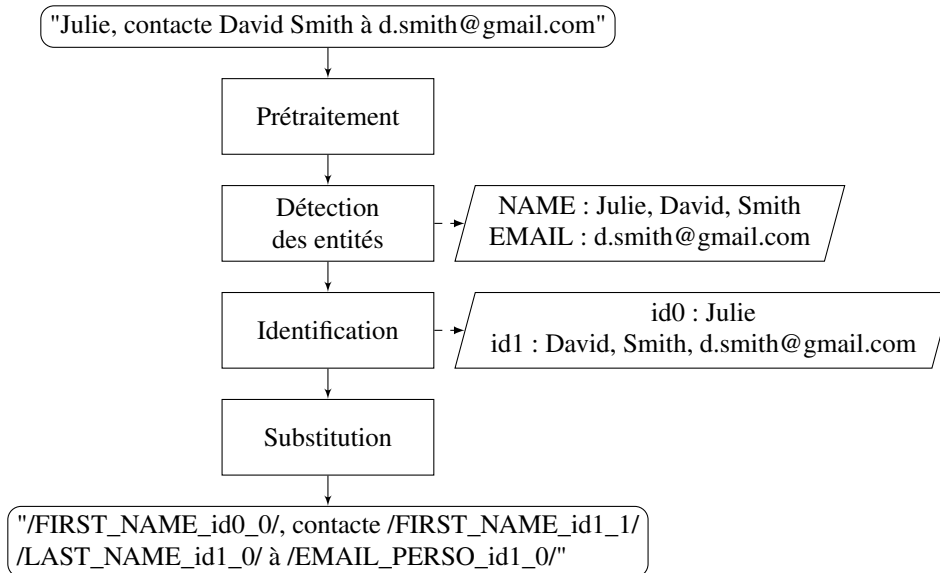 "Julie, contacte David Smith à d.smith@gmail.com"
Prétraitement
Détection
des entités
NAME : Julie, David, Smith
EMAIL : d.smith@gmail.com
Identification
id0 : Julie
id1 : David, Smith, d.smith@gmail.com
Substitution
"/FIRST_NAME_id0_0/, contacte /FIRST_NAME_id1_1/
/LAST_NAME_id1_0/ à /EMAIL_PERSO_id1_0/"